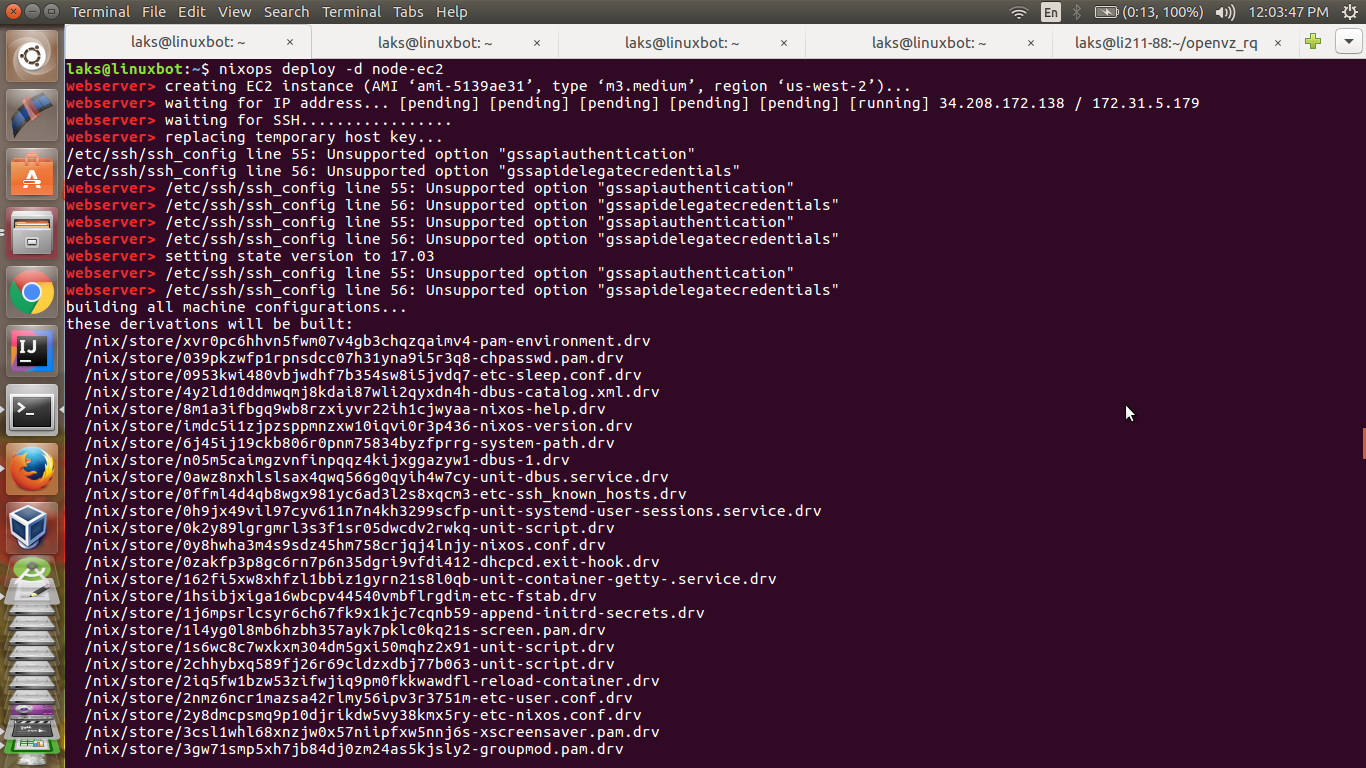 Terminal File Edit View Search Terminal Tabs Help En (0:13, 100%) 12:03:47 PM
laks@linuxbot: ~ × laks@linuxbot: ~ × laks@linuxbot: ~ × laks@linuxbot: ~ × laks@li211-88:~/openvz_rq ×
laks@linuxbot:~$ nixops deploy -d node-ec2
webserver> creating EC2 instance (AMI ‘ami-5139ae31’, type ‘m3.medium’, region ‘us-west-2’)...
webserver> waiting for IP address... [pending] [pending] [pending] [pending] [pending] [running] 34.208.172.138 / 172.31.5.179
webserver> waiting for SSH.................
webserver> replacing temporary host key...
/etc/ssh/ssh_config line 55: Unsupported option "gssapiauthentication"
/etc/ssh/ssh_config line 56: Unsupported option "gssapidelegatecredentials"
webserver> /etc/ssh/ssh_config line 55: Unsupported option "gssapiauthentication"
webserver> /etc/ssh/ssh_config line 56: Unsupported option "gssapidelegatecredentials"
webserver> /etc/ssh/ssh_config line 55: Unsupported option "gssapiauthentication"
webserver> /etc/ssh/ssh_config line 56: Unsupported option "gssapidelegatecredentials"
webserver> setting state version to 17.03
webserver> /etc/ssh/ssh_config line 55: Unsupported option "gssapiauthentication"
webserver> /etc/ssh/ssh_config line 56: Unsupported option "gssapidelegatecredentials"
building all machine configurations...
these derivations will be built:
/nix/store/xvr0pc6hhvn5fwm07v4gb3chqzqaimv4-pam-environment.drv
/nix/store/039pkzwfp1rpnsdcc07h31yna9i5r3q8-chpasswd.pam.drv
/nix/store/0953kwi480vbjwdhf7b354sw8i5jvdq7-etc-sleep.conf.drv
/nix/store/4y2ld10ddmwqmj8kdai87wli2qyxdn4h-dbus-catalog.xml.drv
/nix/store/8m1a3ifbgq9wb8rzxiyvr22ih1cjwyaa-nixos-help.drv
/nix/store/imdc5i1zjpzsppmnzxw10iqvi0r3p436-nixos-version.drv
/nix/store/6j45ij19ckb806r0pnm75834byzfprrg-system-path.drv
/nix/store/n05m5caimgzvnfinpqqz4kijxggazyw1-dbus-1.drv
/nix/store/0awz8nxhlslsax4qwq566g0qyih4w7cy-unit-dbus.service.drv
/nix/store/0ffml4d4qb8wgx981yc6ad3l2s8xqcm3-etc-ssh_known_hosts.drv
/nix/store/0h9jx49vil97cyv611n7n4kh3299scfp-unit-systemd-user-sessions.service.drv
/nix/store/0k2y89lgrgmrl3s3f1sr05dwcdv2rwkq-unit-script.drv
/nix/store/0y8hwha3m4s9sdz45hm758crjqj4lnjy-nixos.conf.drv
/nix/store/0zakfp3p8gc6rn7p6n35dgri9vfdi412-dhcpcd.exit-hook.drv
/nix/store/162fi5xw8xhfzl1bbiz1gyrn21s8l0qb-unit-container-getty-.service.drv
/nix/store/1hsibjxiga16wbcpv44540vmbflrgdim-etc-fstab.drv
/nix/store/1j6mpsrlcsyr6ch67fk9x1kjc7cqnb59-append-initrd-secrets.drv
/nix/store/1l4yg0l8mb6hzbh357ayk7pklc0kq21s-screen.pam.drv
/nix/store/1s6wc8c7wxkxm304dm5gxi50mqhz2x91-unit-script.drv
/nix/store/2chhybxq589fj26r69cldzxdbj77b063-unit-script.drv
/nix/store/2iq5fw1bzw53zifwjiq9pm0fkkwawdfl-reload-container.drv
/nix/store/2nmz6ncr1mazsa42rlmy56ipv3r3751m-etc-user.conf.drv
/nix/store/2y8dmcpsmq9p10djrikdw5vy38kmx5ry-etc-nixos.conf.drv
/nix/store/3csl1whl68xnzjw0x57niipfxw5nnj6s-xscreensaver.pam.drv
/nix/store/3gw71smp5xh7jb84dj0zm24as5kjsly2-groupmod.pam.drv